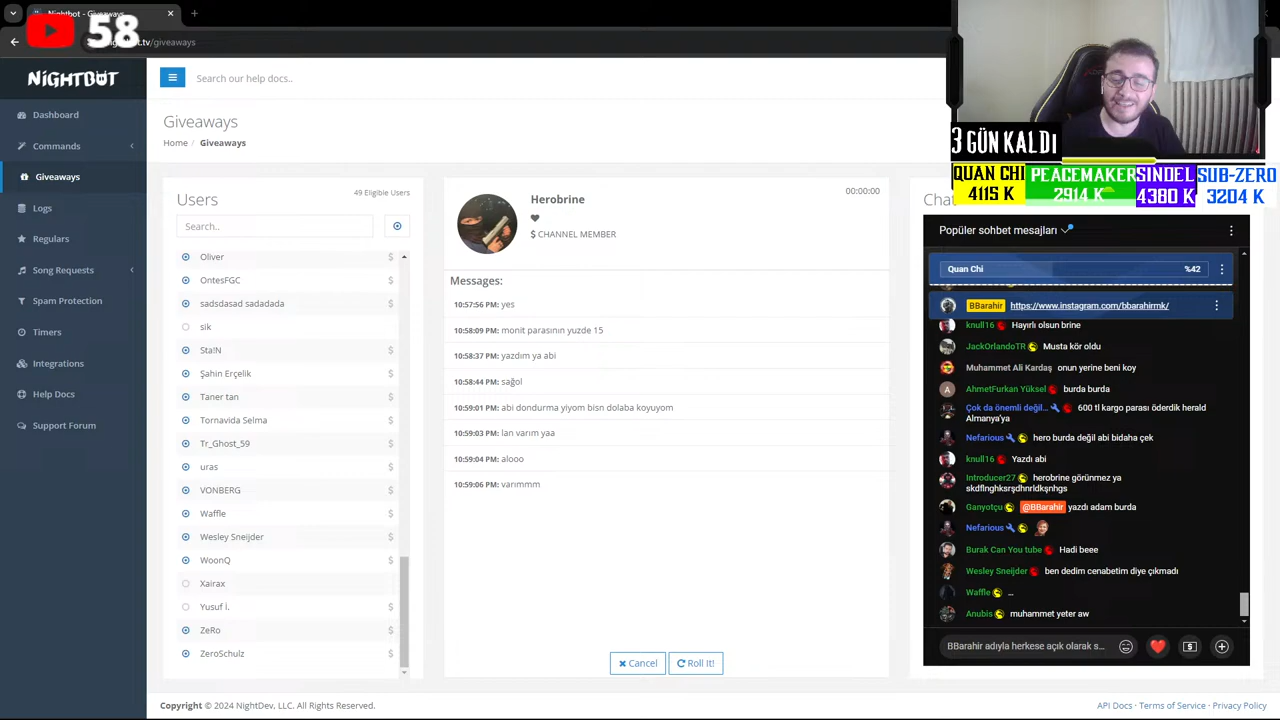 Nightbot - Giveaways
58
tv/giveaways
NiGHTBOT
Search our help docs..
Dashboard
Commands
Giveaways
Logs
Regulars
Song Requests
Spam Protection
Timers
Integrations
Help Docs
Support Forum
Giveaways
Home / Giveaways
Users
49 Eligible Users
Search..
Oliver $
OntesFGC $
sadsdasad sadadada $
sik
Sta!N $
Şahin Erçelik $
Taner tan $
Tornavida Selma $
Tr_Ghost_59 $
uras $
VONBERG $
Waffle $
Wesley Sneijder $
WoonQ $
Xairax
Yusuf i. $
ZeRo $
ZeroSchulz $
Herobrine
00:00:00
$ CHANNEL MEMBER
Messages:
10:57:56 PM: yes
10:58:09 PM: monit parasının yuzde 15
10:58:37 PM: yazdım ya abi
10:58:44 PM: sağol
10:59:01 PM: abi dondurma yiyom bisn dolaba koyuyom
10:59:03 PM: lan varım yaa
10:59:04 PM: alooo
10:59:06 PM: varımmm
Cancel
Roll It!
3 GÜN KALDI
QUAN CHI
4115 K
PEACEMAKER
2914 K
SINDEL
4380 K
SUB-ZERO
3204 K
Popüler sohbet mesajları
Quan Chi %42
BBarahir https://www.instagram.com/bbarahirmk/
knull16 Hayırlı olsun brine
JackOrlandoTR Musta kör oldu
Muhammet Ali Kardaş onun yerine beni koy
A AhmetFurkan Yüksel burda burda
Çok da önemli değil... 600 tl kargo parası öderdik herald
Almanya'ya
Nefarious hero burda değil abi bidaha çek
knull16 Yazdı abi
Introducer27 herobrine görünmez ya
skdflnghksrşdhnrldkşnhgs
Ganyotçu @BBarahir yazdı adam burda
Nefarious
Burak Can You tube Hadi beee
Wesley Sneijder ben dedim cenabetim diye çıkmadı
Waffle ...
Anubis muhammet yeter aw
BBarahir adıyla herkese açık olarak s...
Copyright © 2024 NightDev, LLC. All Rights Reserved.
API Docs - Terms of Service - Privacy Policy